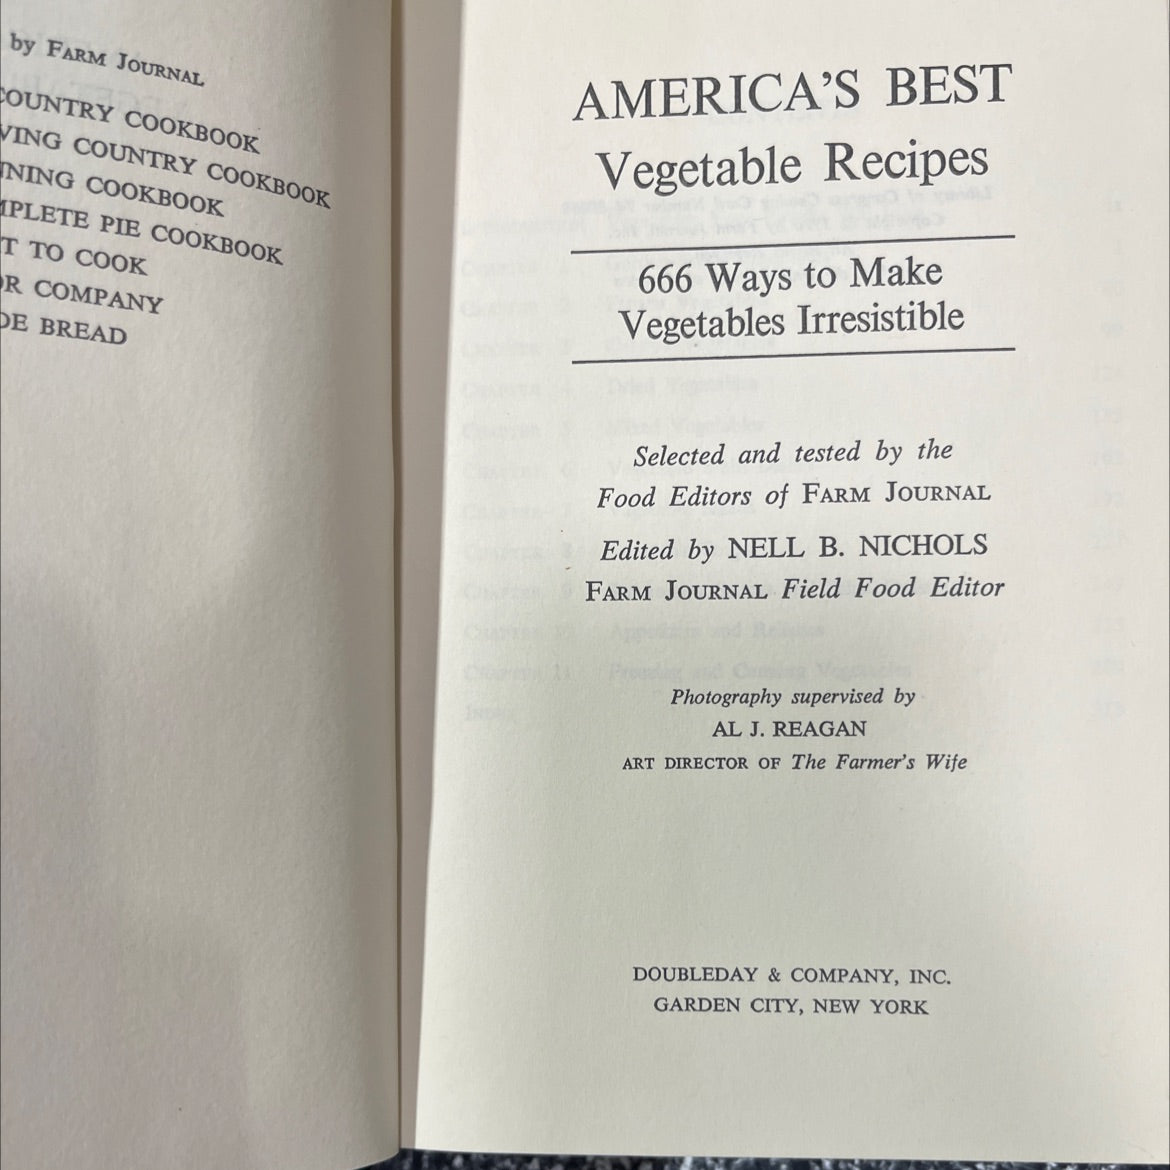 by FARM JOURNAL
COUNTRY COOKBOOK
VING COUNTRY COOKBOOK
NING COOKBOOK
MPLETE PIE COOKBOOK
T TO COOK
OR COMPANY
DE BREAD
AMERICA'S BEST
Vegetable Recipes
666 Ways to Make
Vegetables Irresistible
Selected and tested by the
Food Editors of FARM JOURNAL
Edited by NELL B. NICHOLS
FARM JOURNAL Field Food Editor
Photography supervised by
AL J. REAGAN
ART DIRECTOR OF The Farmer's Wife
DOUBLEDAY & COMPANY, INC.
GARDEN CITY, NEW YORK